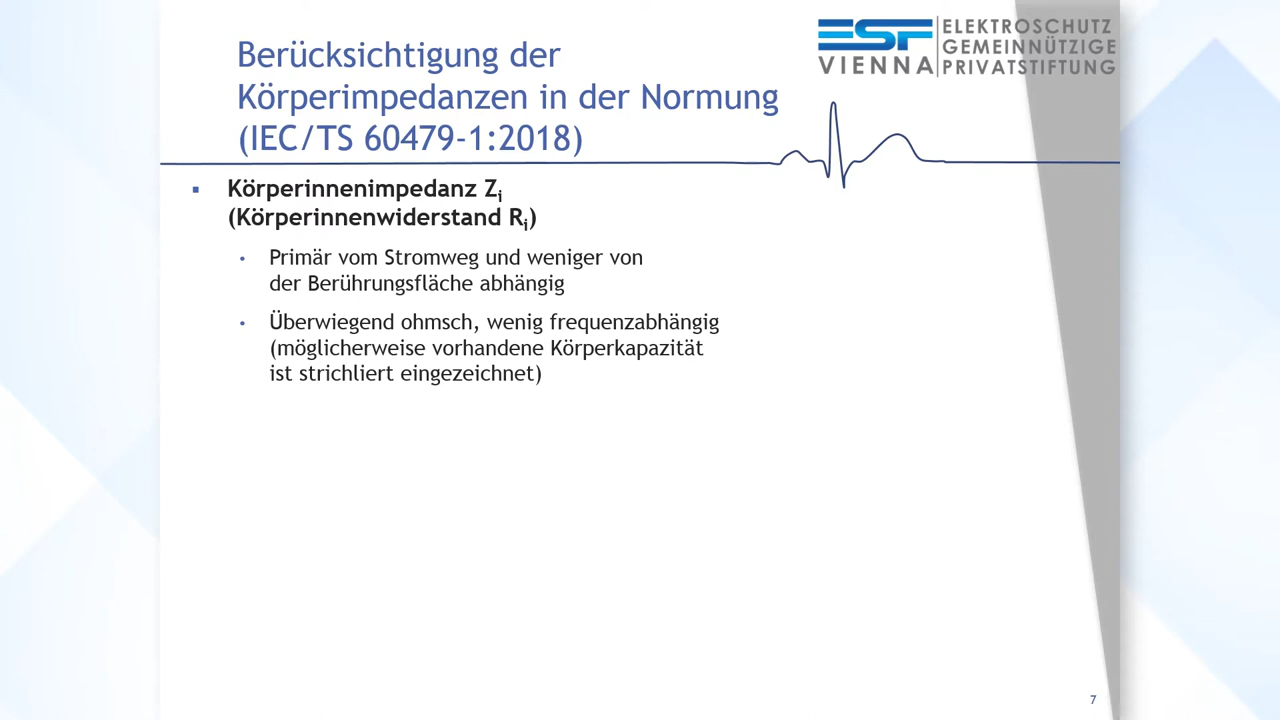 ESF VIENNA
ELEKTROSCHUTZ
GEMEINNÜTZIGE
PRIVATSTIFTUNG
Berücksichtigung der
Körperimpedanzen in der Normung
(IEC/TS 60479-1:2018)
▪ Körperinnenimpedanz Zi
(Körperinnenwiderstand Ri)
• Primär vom Stromweg und weniger von
der Berührungsfläche abhängig
• Überwiegend ohmsch, wenig frequenzabhängig
(möglicherweise vorhandene Körperkapazität
ist strichliert eingezeichnet)
7